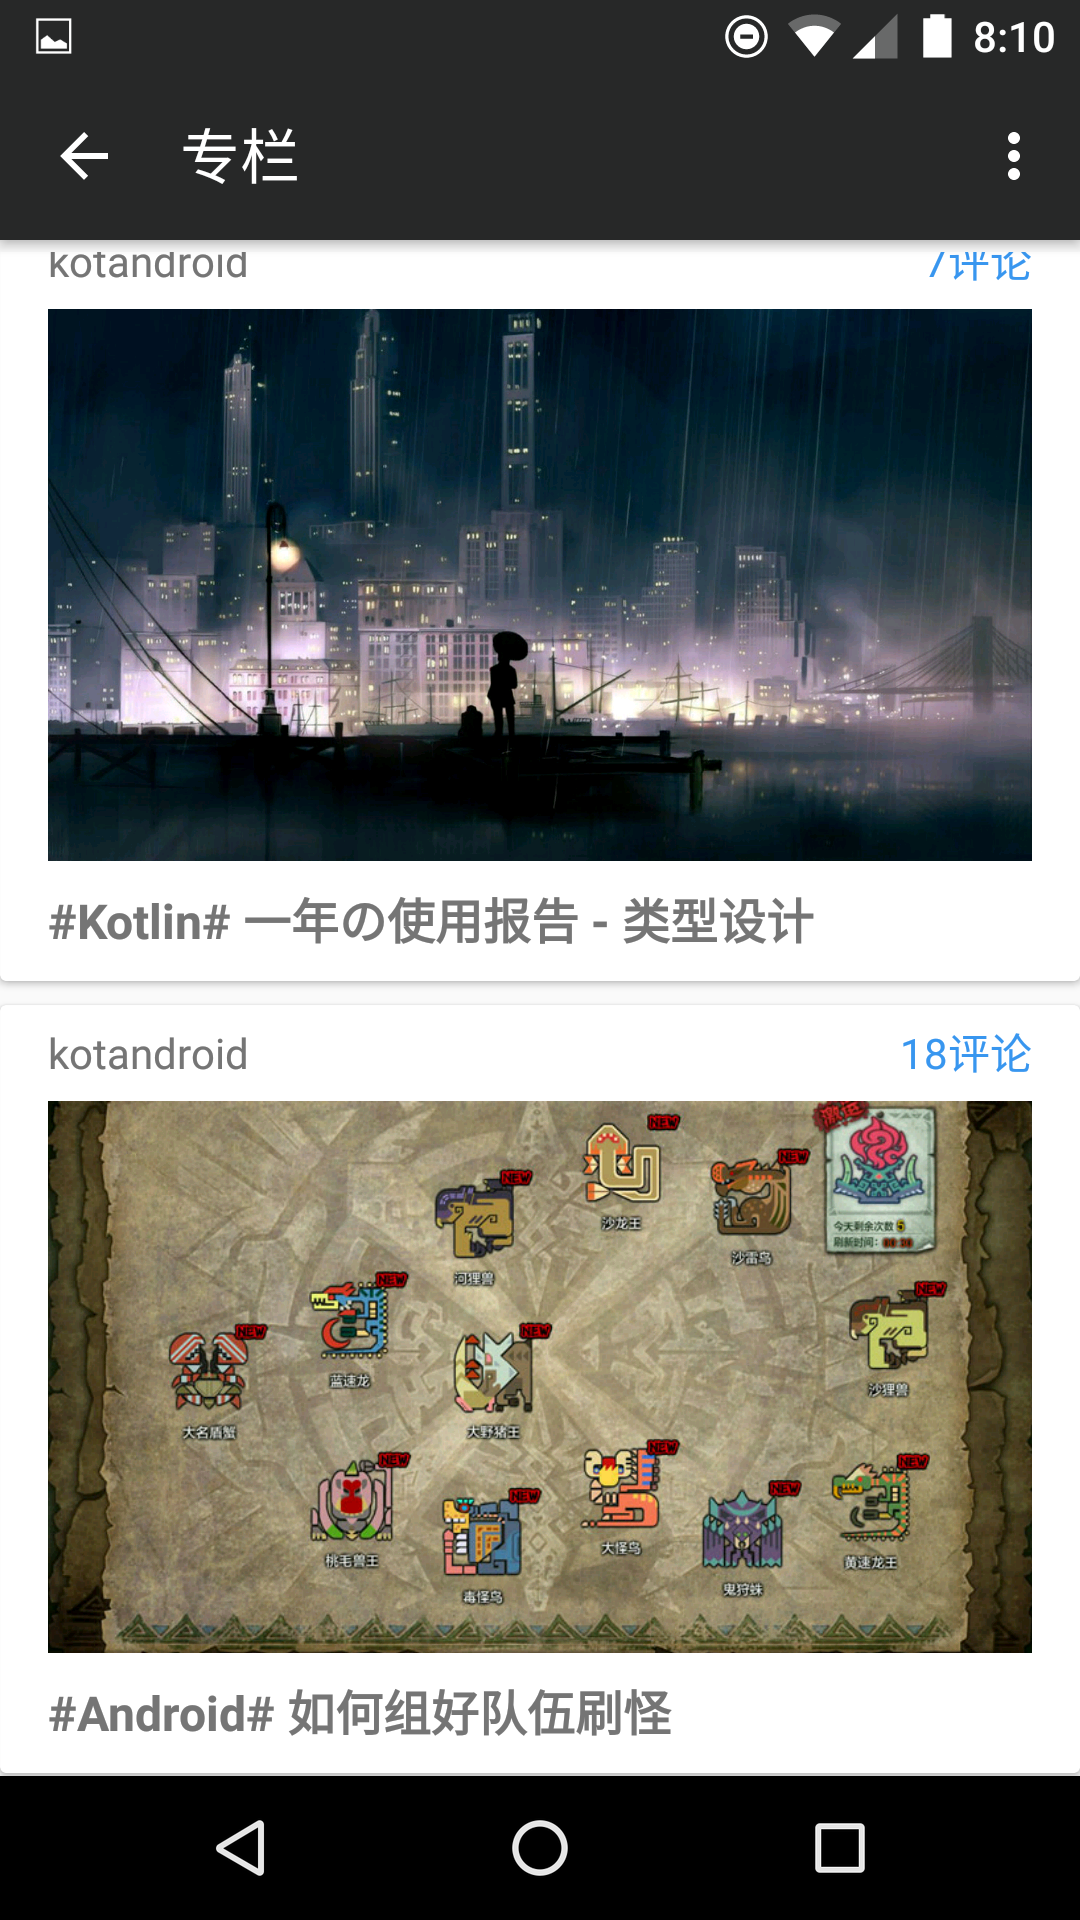 8:10
专栏
kotandroid
7评论
#Kotlin# 一年の使用报告 - 类型设计
kotandroid
18评论
NEW
沙龙王
NEW
沙雷鸟
激运
今天剩余次数 5
刷新时间:
NEW
河狸兽
NEW
蓝速龙
NEW
大名盾蟹
NEW
大野猪王
NEW
沙狸兽
NEW
桃毛兽王
NEW
毒怪鸟
NEW
大怪鸟
NEW
鬼狩蛛
NEW
黄速龙王
#Android# 如何组好队伍刷怪